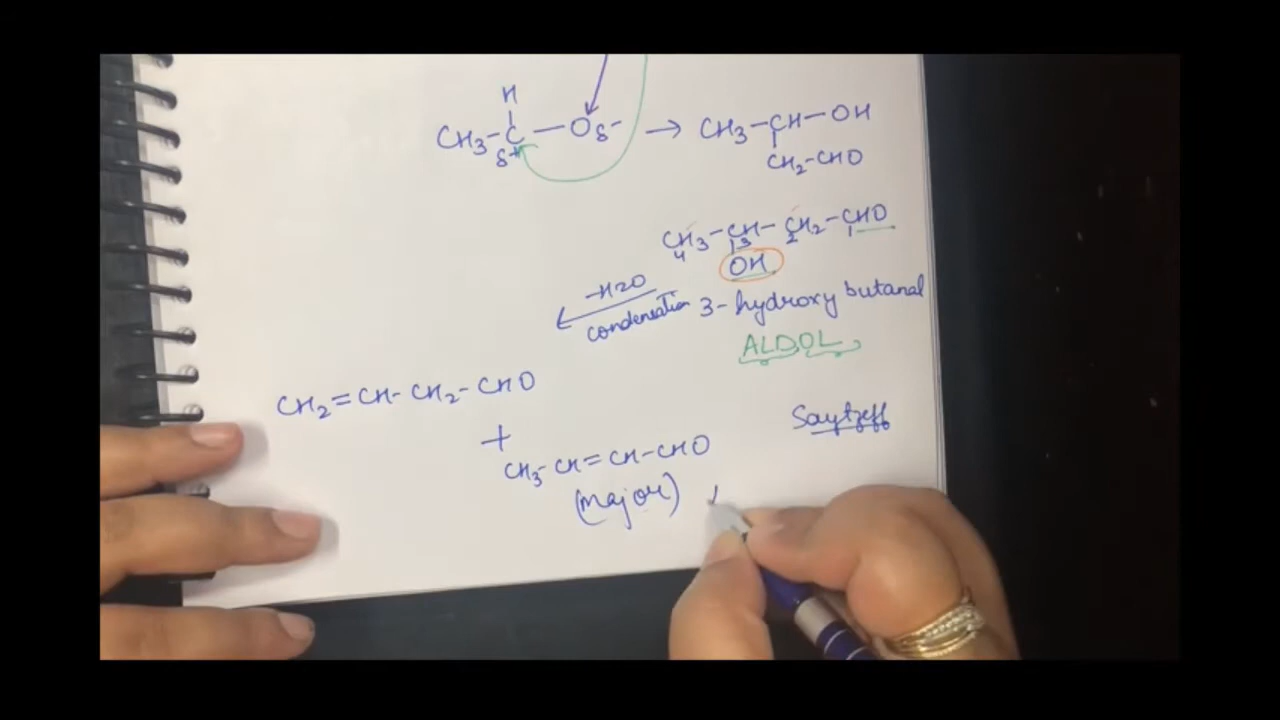 H
CH3-C-Oδ- → CH3-CH-OH
δ+
CH2-CHO
CH3-CH-CH2-CHO
4 3 2 1
OH
-H2O
condensation
3-hydroxy butanal
ALDOL
CH2=CH-CH2-CHO
+
Saytzeff
CH3-CH=CH-CHO
(Major)